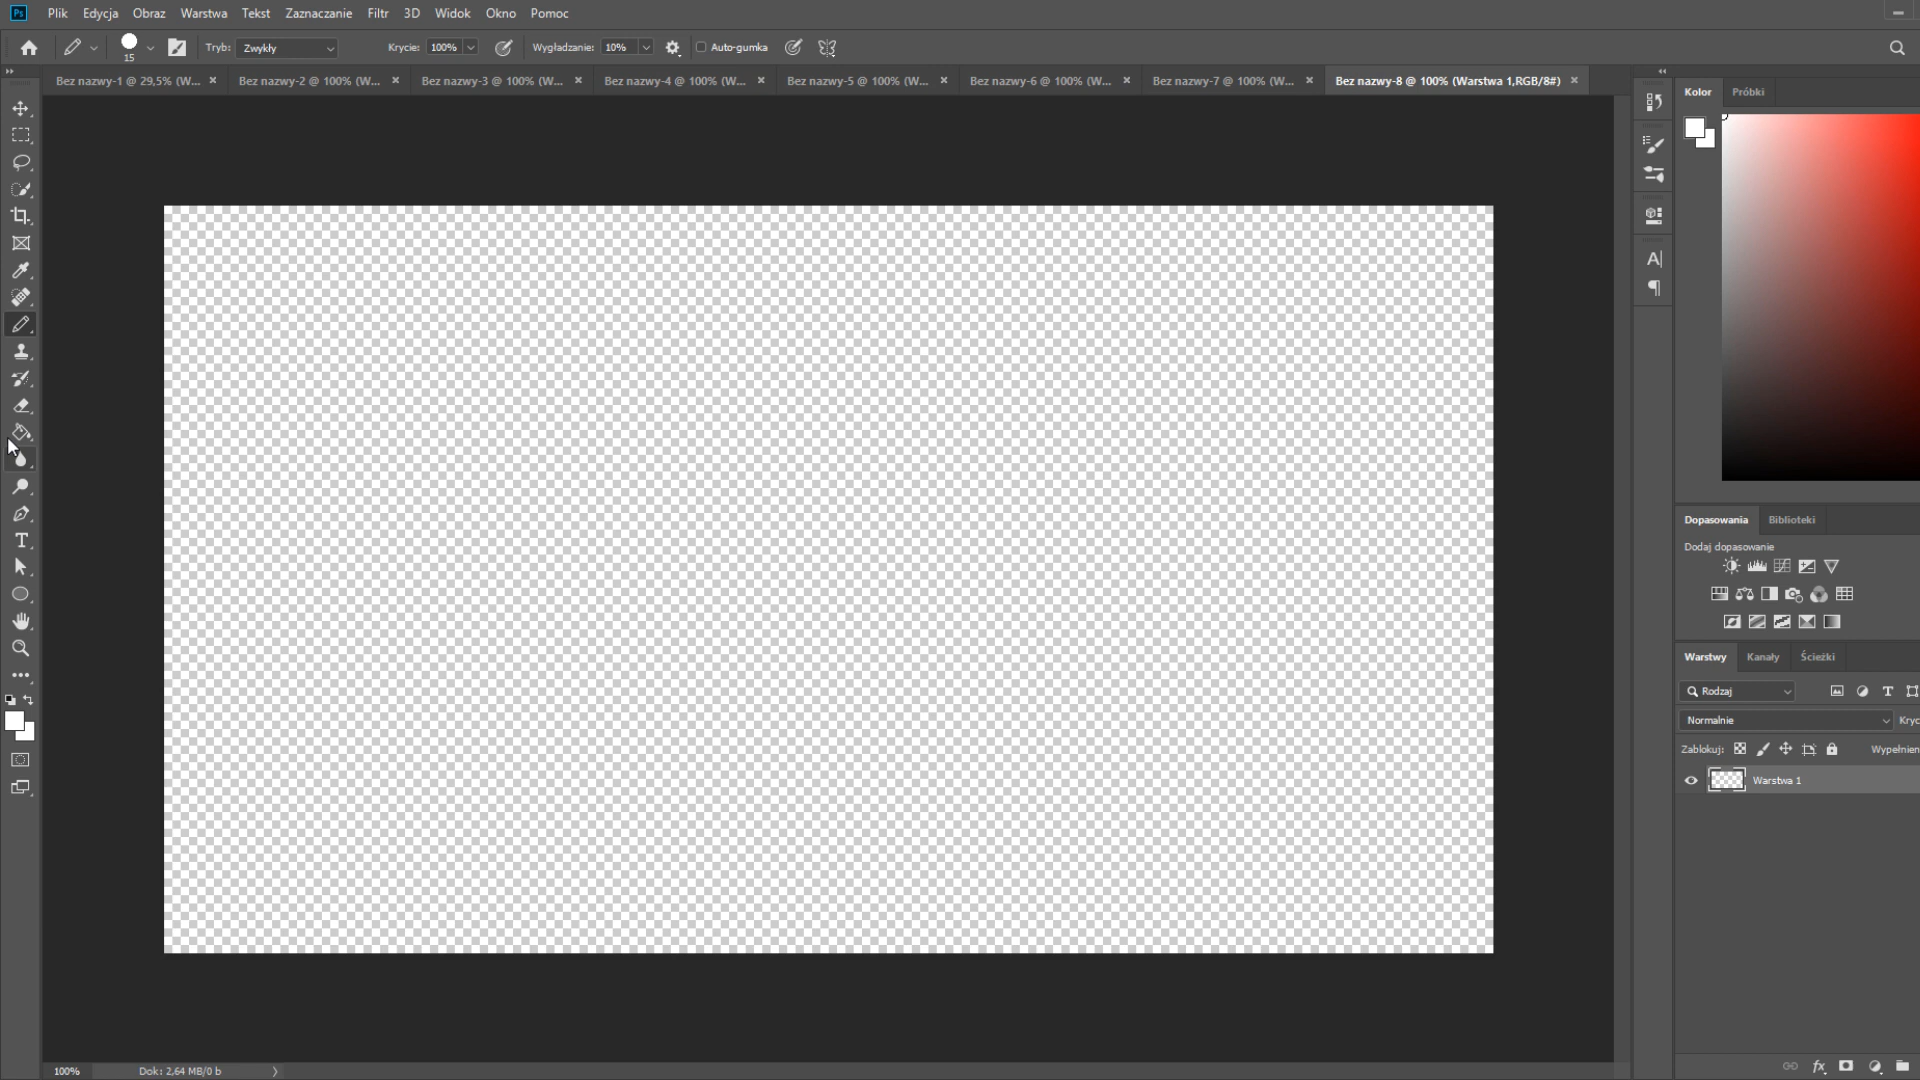 Ps Plik Edycja Obraz Warstwa Tekst Zaznaczanie Filtr 3D Widok Okno Pomoc
15 Tryb: Zwykły Krycie: 100% Wygładzanie: 10% Auto-gumka
Bez nazwy-1 @ 29,5% (W... Bez nazwy-2 @ 100% (W... Bez nazwy-3 @ 100% (W... Bez nazwy-4 @ 100% (W... Bez nazwy-5 @ 100% (W... Bez nazwy-6 @ 100% (W... Bez nazwy-7 @ 100% (W... Bez nazwy-8 @ 100% (Warstwa 1,RGB/8#)
Kolor Próbki
Dopasowania Biblioteki
Dodaj dopasowanie
Warstwy Kanały Ścieżki
Rodzaj
Normalnie Kryc
Zablokuj: Wypełnien
Warstwa 1
100% Dok: 2,64 MB/0 b